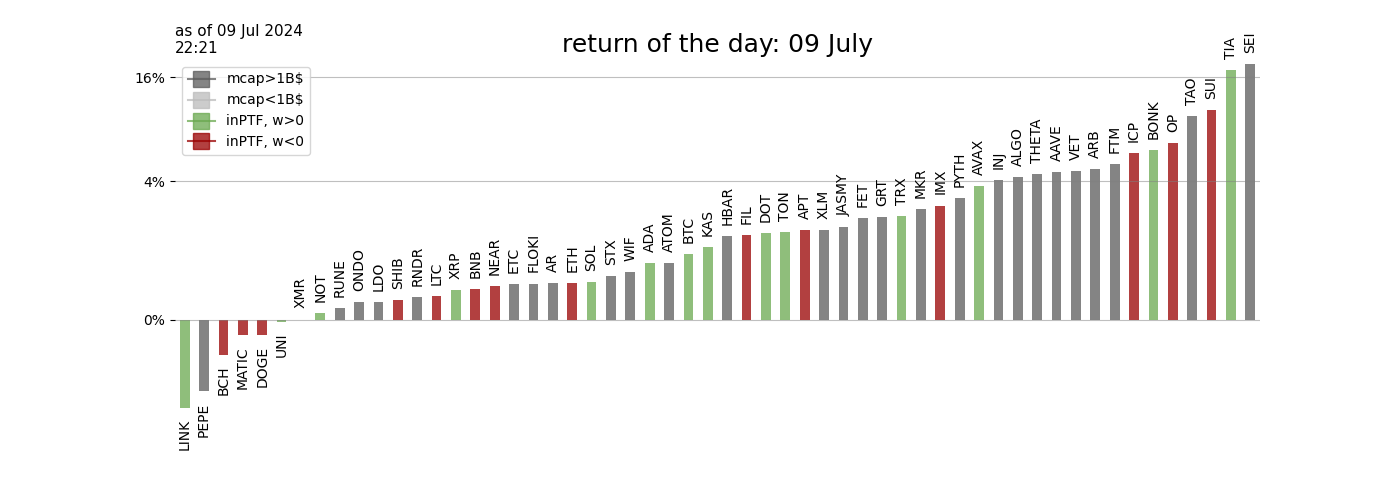 as of 09 Jul 2024
22:21
return of the day: 09 July
mcap>1B$
mcap<1B$
inPTF, w>0
inPTF, w<0
16%
4%
0%
LINK
PEPE
BCH
MATIC
DOGE
UNI
XMR
NOT
RUNE
ONDO
LDO
SHIB
RNDR
LTC
XRP
BNB
NEAR
ETC
FLOKI
AR
ETH
SOL
STX
WIF
ADA
ATOM
BTC
KAS
HBAR
FIL
DOT
TON
APT
XLM
JASMY
FET
GRT
TRX
MKR
IMX
PYTH
AVAX
INJ
ALGO
THETA
AAVE
VET
ARB
FTM
ICP
BONK
OP
TAO
SUI
TIA
SEI